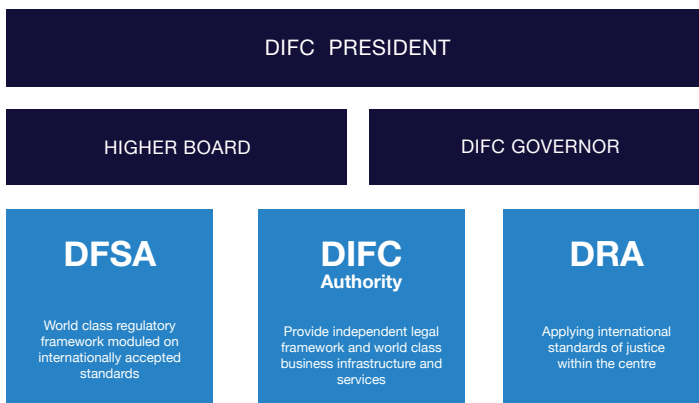 DIFC PRESIDENT
HIGHER BOARD
DIFC GOVERNOR
DFSA
World class regulatory
framework moduled on
internationally accepted
standards
DIFC
Authority
Provide independent legal
framework and world class
business infrastructure and
services
DRA
Applying international
standards of justice
within the centre